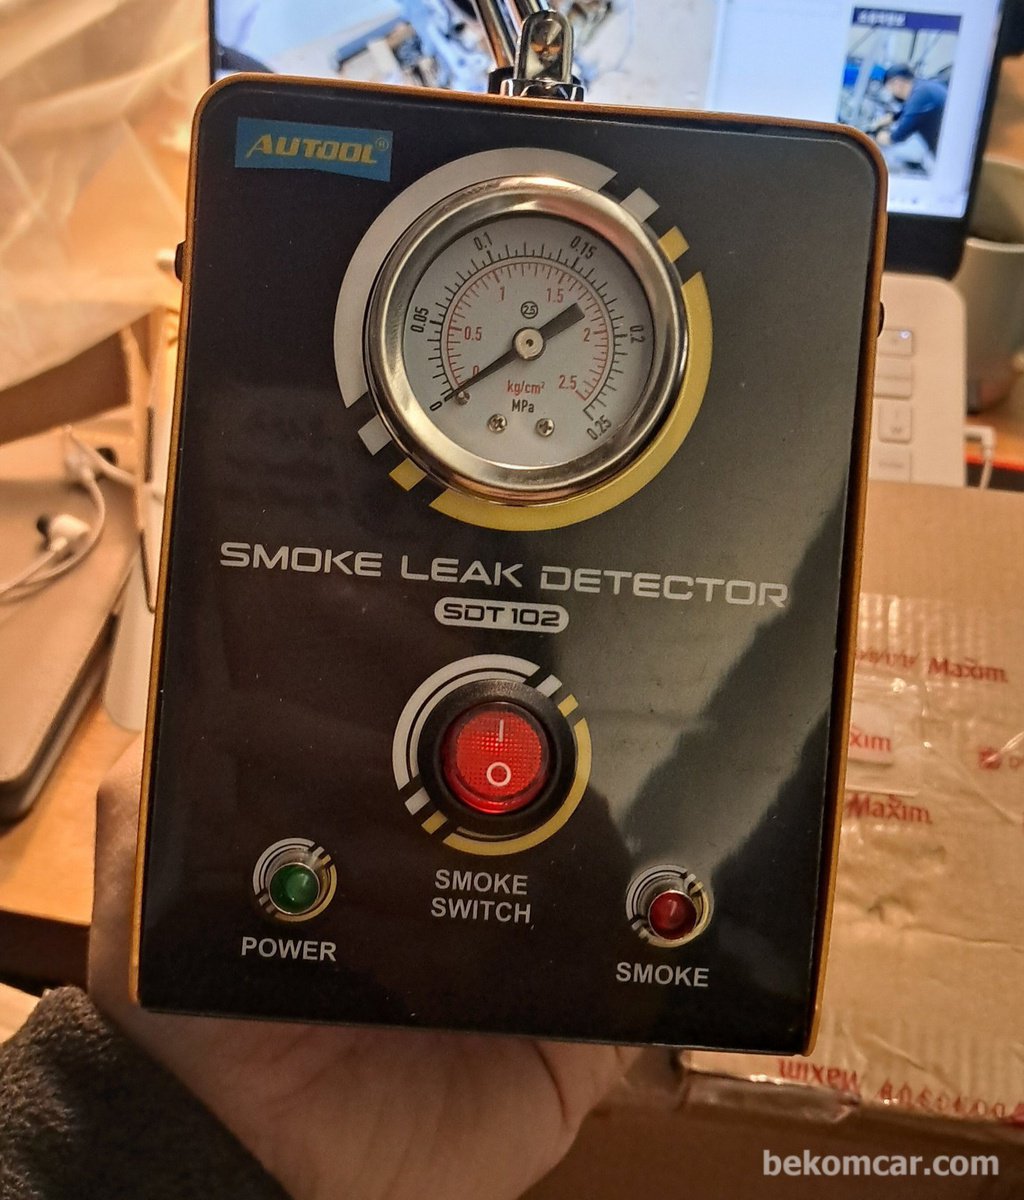 AUTOOL®
0.1
0.15
0.05
1
1.5
2.5
0.5
2
0.2
0
kg/cm²
2.5
0
MPa
0.25
SMOKE LEAK DETECTOR
SDT 102
I
O
SMOKE
SWITCH
POWER
SMOKE
Maxim
Maxim
Maxim
bekomcar.com